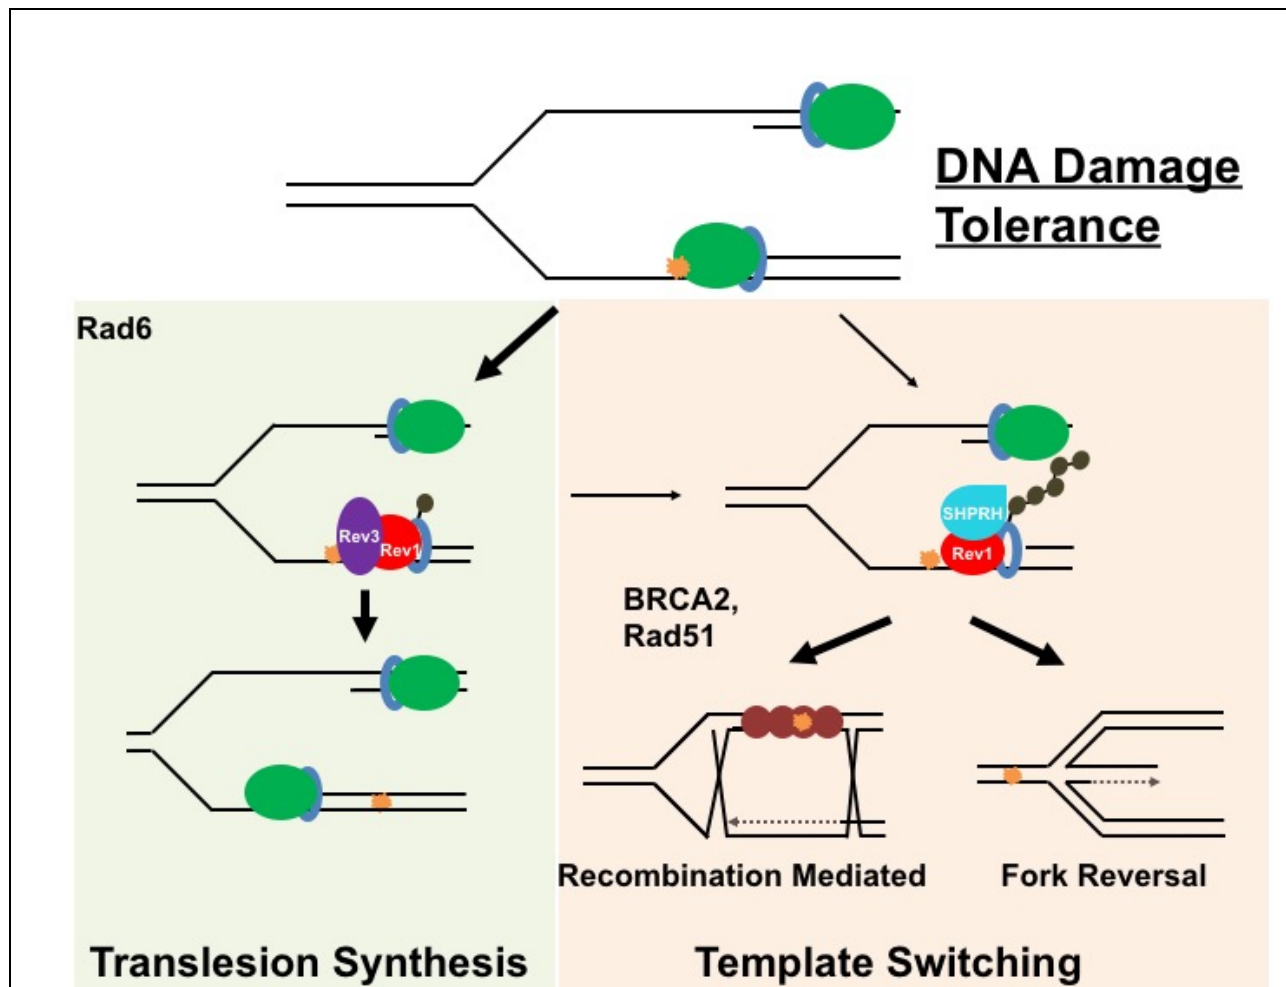 DNA Damage
Tolerance
Rad6
Rev3
Rev1
SHPRH
Rev1
BRCA2,
Rad51
Recombination Mediated
Fork Reversal
Translesion Synthesis
Template Switching